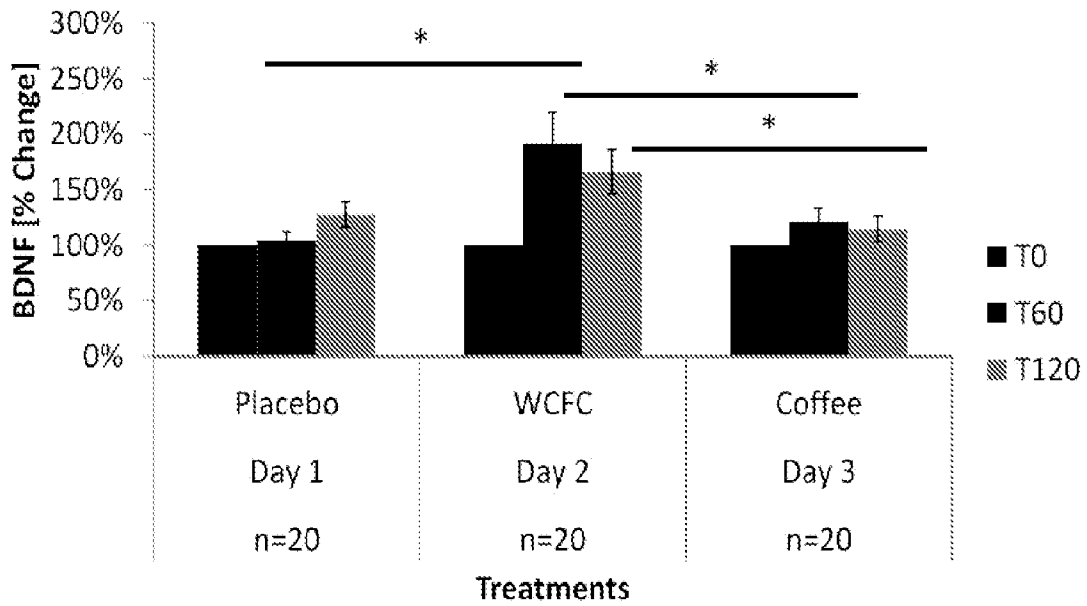 BDNF [% Change]
300%
250%
200%
150%
100%
50%
0%
*
*
*
Placebo
WCFC
Coffee
Day 1
Day 2
Day 3
n=20
n=20
n=20
Treatments
T0
T60
T120